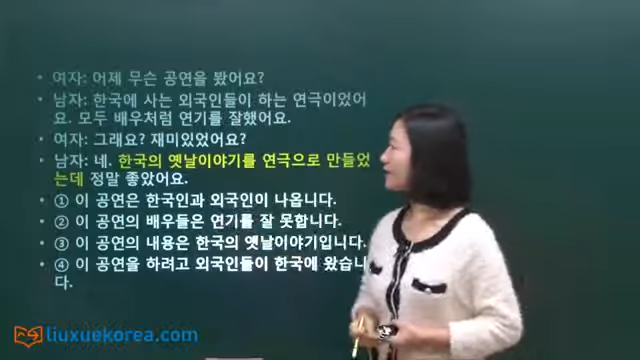 여자: 어제 무슨 공연을 봤어요?
남자: 한국에 사는 외국인들이 하는 연극이었어
요. 모두 배우처럼 연기를 잘했어요.
여자: 그래요? 재미있었어요?
남자: 네. 한국의 옛날이야기를 연극으로 만들었
는데 정말 좋았어요.
① 이 공연은 한국인과 외국인이 나옵니다.
② 이 공연의 배우들은 연기를 잘 못합니다.
③ 이 공연의 내용은 한국의 옛날이야기입니다.
④ 이 공연을 하려고 외국인들이 한국에 왔습니
다.
liuxuekorea.com